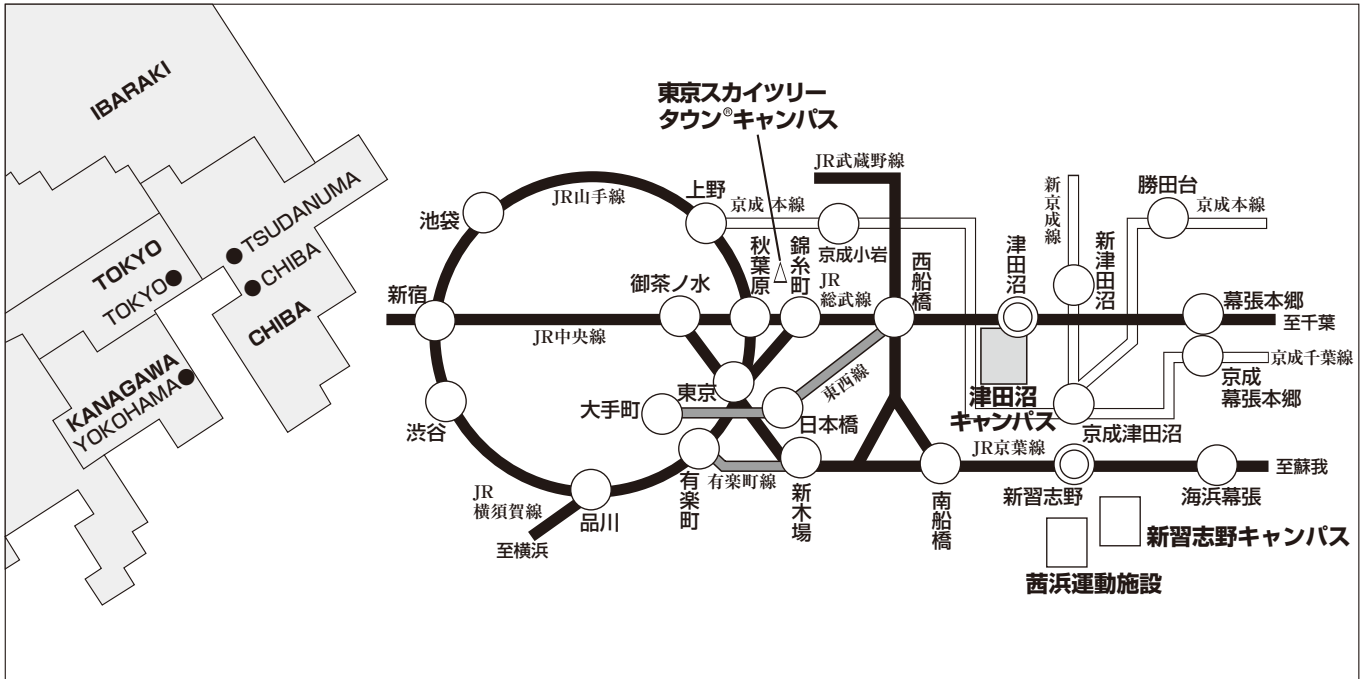 IBARAKI
TOKYO
TOKYO
TSUDANUMA
CHIBA
CHIBA
KANAGAWA
YOKOHAMA
東京スカイツリー
タウン®キャンパス
JR武蔵野線
JR山手線
上野
京成本線
京成小岩
池袋
秋葉原
錦糸町
JR
総武線
西船橋
津田沼
新京成線
新津田沼
勝田台
京成本線
新宿
御茶ノ水
JR中央線
幕張本郷
至千葉
東京
東西線
大手町
日本橋
津田沼
キャンパス
京成千葉線
京成
幕張本郷
京成津田沼
渋谷
JR
横須賀線
至横浜
品川
有楽町
有楽町線
新木場
南船橋
JR京葉線
新習志野
海浜幕張
至蘇我
新習志野キャンパス
茜浜運動施設